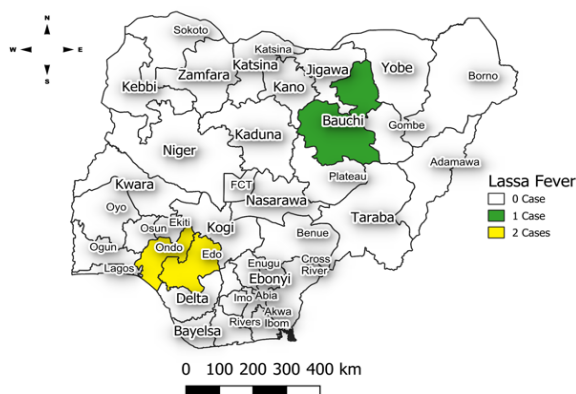 N
W E
S
Sokoto
Katsina
Zamfara
Katsina
Jigawa
Yobe
Borno
Kebbi
Kano
Bauchi
Gombe
Kaduna
Niger
Adamawa
Plateau
FCT
Kwara
Nasarawa
Taraba
Oyo
Ekiti
Kogi
Osun
Benue
Ogun
Ondo
Edo
Lagos
Enugu
Cross
River
Ebonyi
Delta
Imo
Abia
Akwa
Ibom
Rivers
Bayelsa
Lassa Fever
0 Case
1 Case
2 Cases
0 100 200 300 400 km